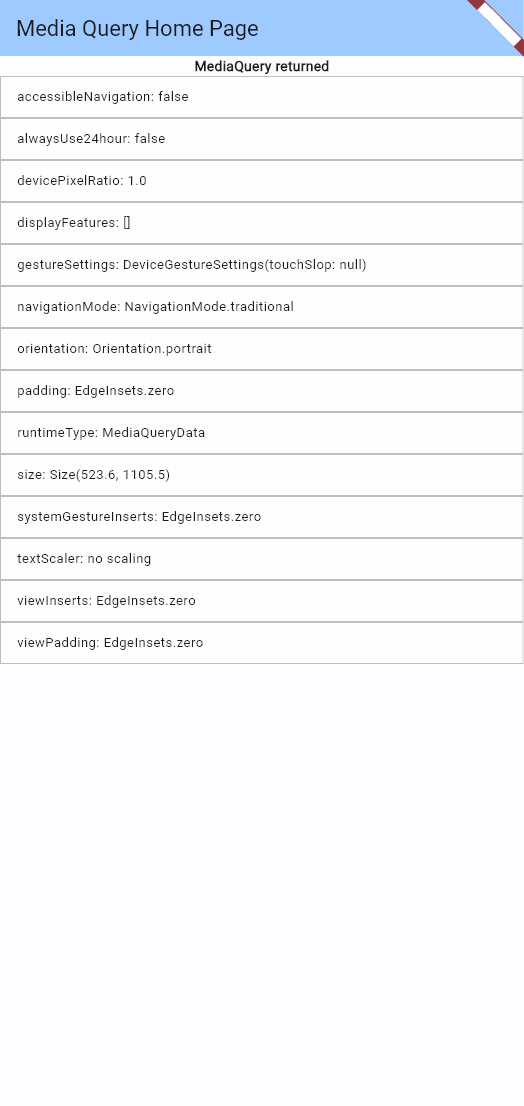 Media Query Home Page
MediaQuery returned
accessibleNavigation: false
alwaysUse24hour: false
devicePixelRatio: 1.0
displayFeatures: []
gestureSettings: DeviceGestureSettings(touchSlop: null)
navigationMode: NavigationMode.traditional
orientation: Orientation.portrait
padding: EdgeInsets.zero
runtimeType: MediaQueryData
size: Size(523.6, 1105.5)
systemGestureInserts: EdgeInsets.zero
textScaler: no scaling
viewInserts: EdgeInsets.zero
viewPadding: EdgeInsets.zero